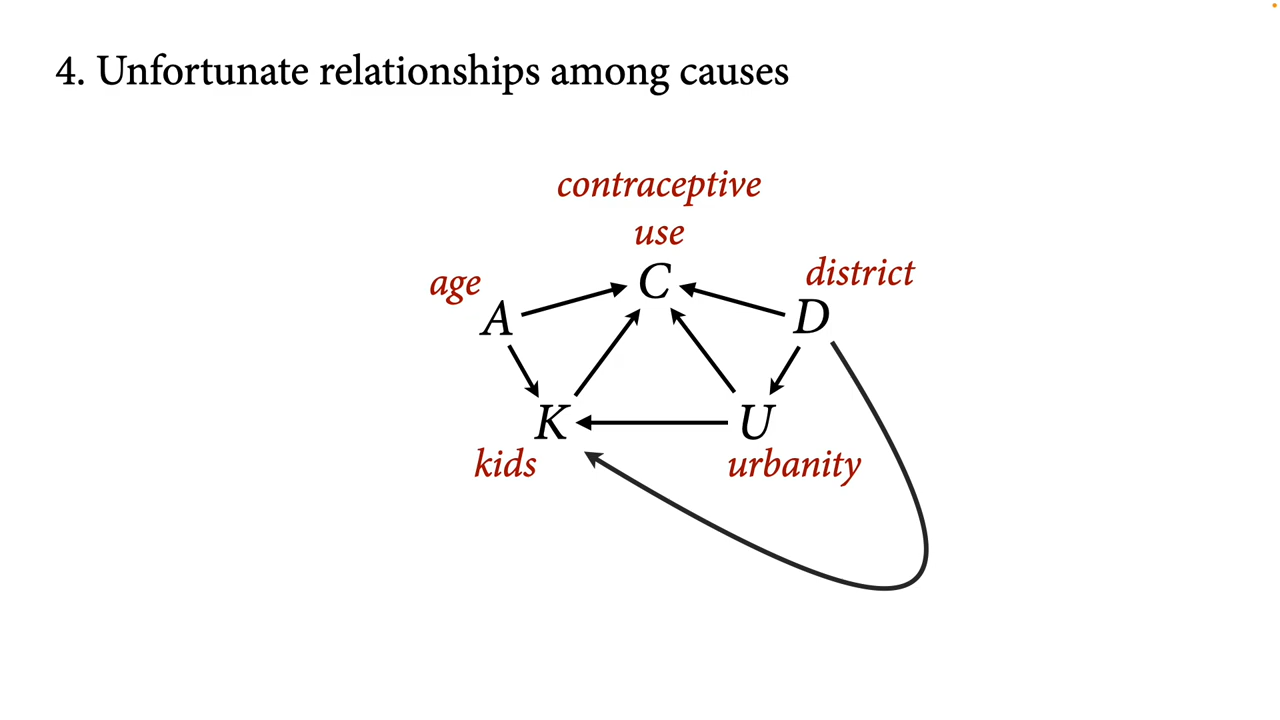 4. Unfortunate relationships among causes
contraceptive
use
age
district
C
A
D
K
U
kids
urbanity